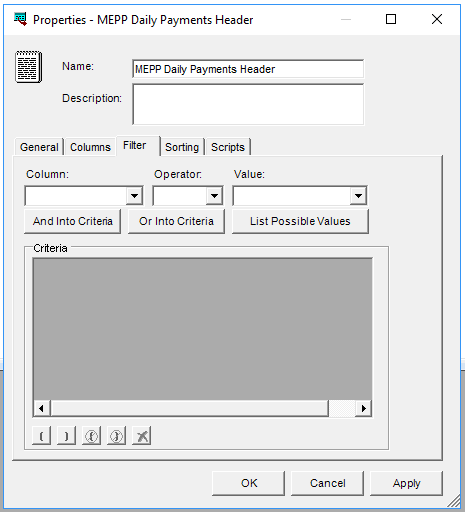 Properties - MEPP Daily Payments Header
Name: MEPP Daily Payments Header
Description:
General Columns Filter Sorting Scripts
Column: Operator: Value:
And Into Criteria Or Into Criteria List Possible Values
Criteria
( )
OK Cancel Apply